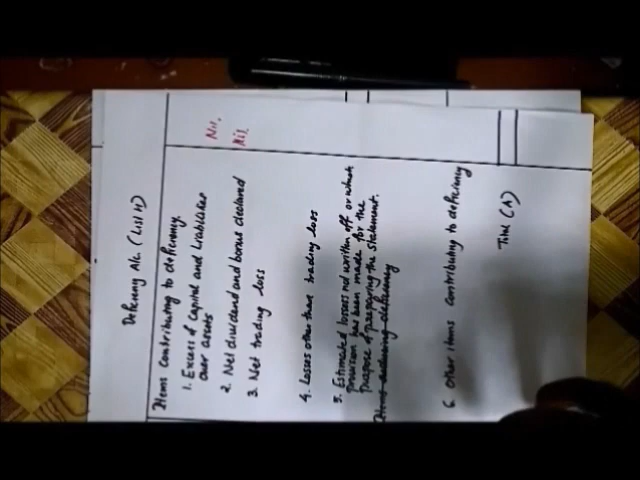 Deficiency A/c. (List H)
Items contributing to deficiency.
1. Excess of Capital and Liabilities
over assets Nil.
2. Net dividend and bonus declared Nil.
3. Net trading loss
4. Losses other than trading loss
5. Estimated losses not written off or which
provision has been made for the
purpose of preparing the statement.
Items reducing deficiency
6. Other items contributing to deficiency
Total (A)